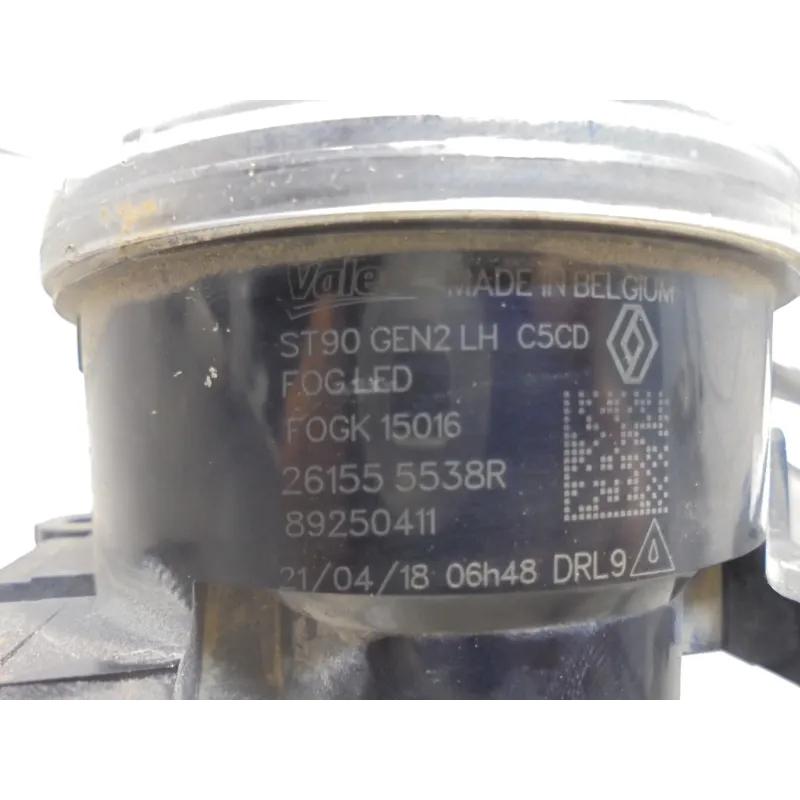 Valeo MADE IN BELGIUM
ST90 GEN2 LH C5CD
FOG LED
FOGK 15016
26155 5538R
89250411
21/04/18 06h48 DRL9